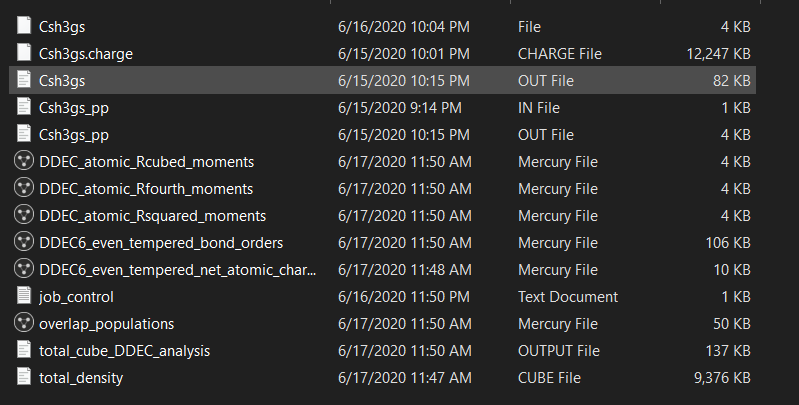 Csh3gs 6/16/2020 10:04 PM File 4 KB
Csh3gs.charge 6/15/2020 10:01 PM CHARGE File 12,247 KB
Csh3gs 6/15/2020 10:15 PM OUT File 82 KB
Csh3gs_pp 6/15/2020 9:14 PM IN File 1 KB
Csh3gs_pp 6/15/2020 10:15 PM OUT File 4 KB
DDEC_atomic_Rcubed_moments 6/17/2020 11:50 AM Mercury File 4 KB
DDEC_atomic_Rfourth_moments 6/17/2020 11:50 AM Mercury File 4 KB
DDEC_atomic_Rsquared_moments 6/17/2020 11:50 AM Mercury File 4 KB
DDEC6_even_tempered_bond_orders 6/17/2020 11:50 AM Mercury File 106 KB
DDEC6_even_tempered_net_atomic_char... 6/17/2020 11:48 AM Mercury File 10 KB
job_control 6/16/2020 11:50 PM Text Document 1 KB
overlap_populations 6/17/2020 11:50 AM Mercury File 50 KB
total_cube_DDEC_analysis 6/17/2020 11:50 AM OUTPUT File 137 KB
total_density 6/17/2020 11:47 AM CUBE File 9,376 KB